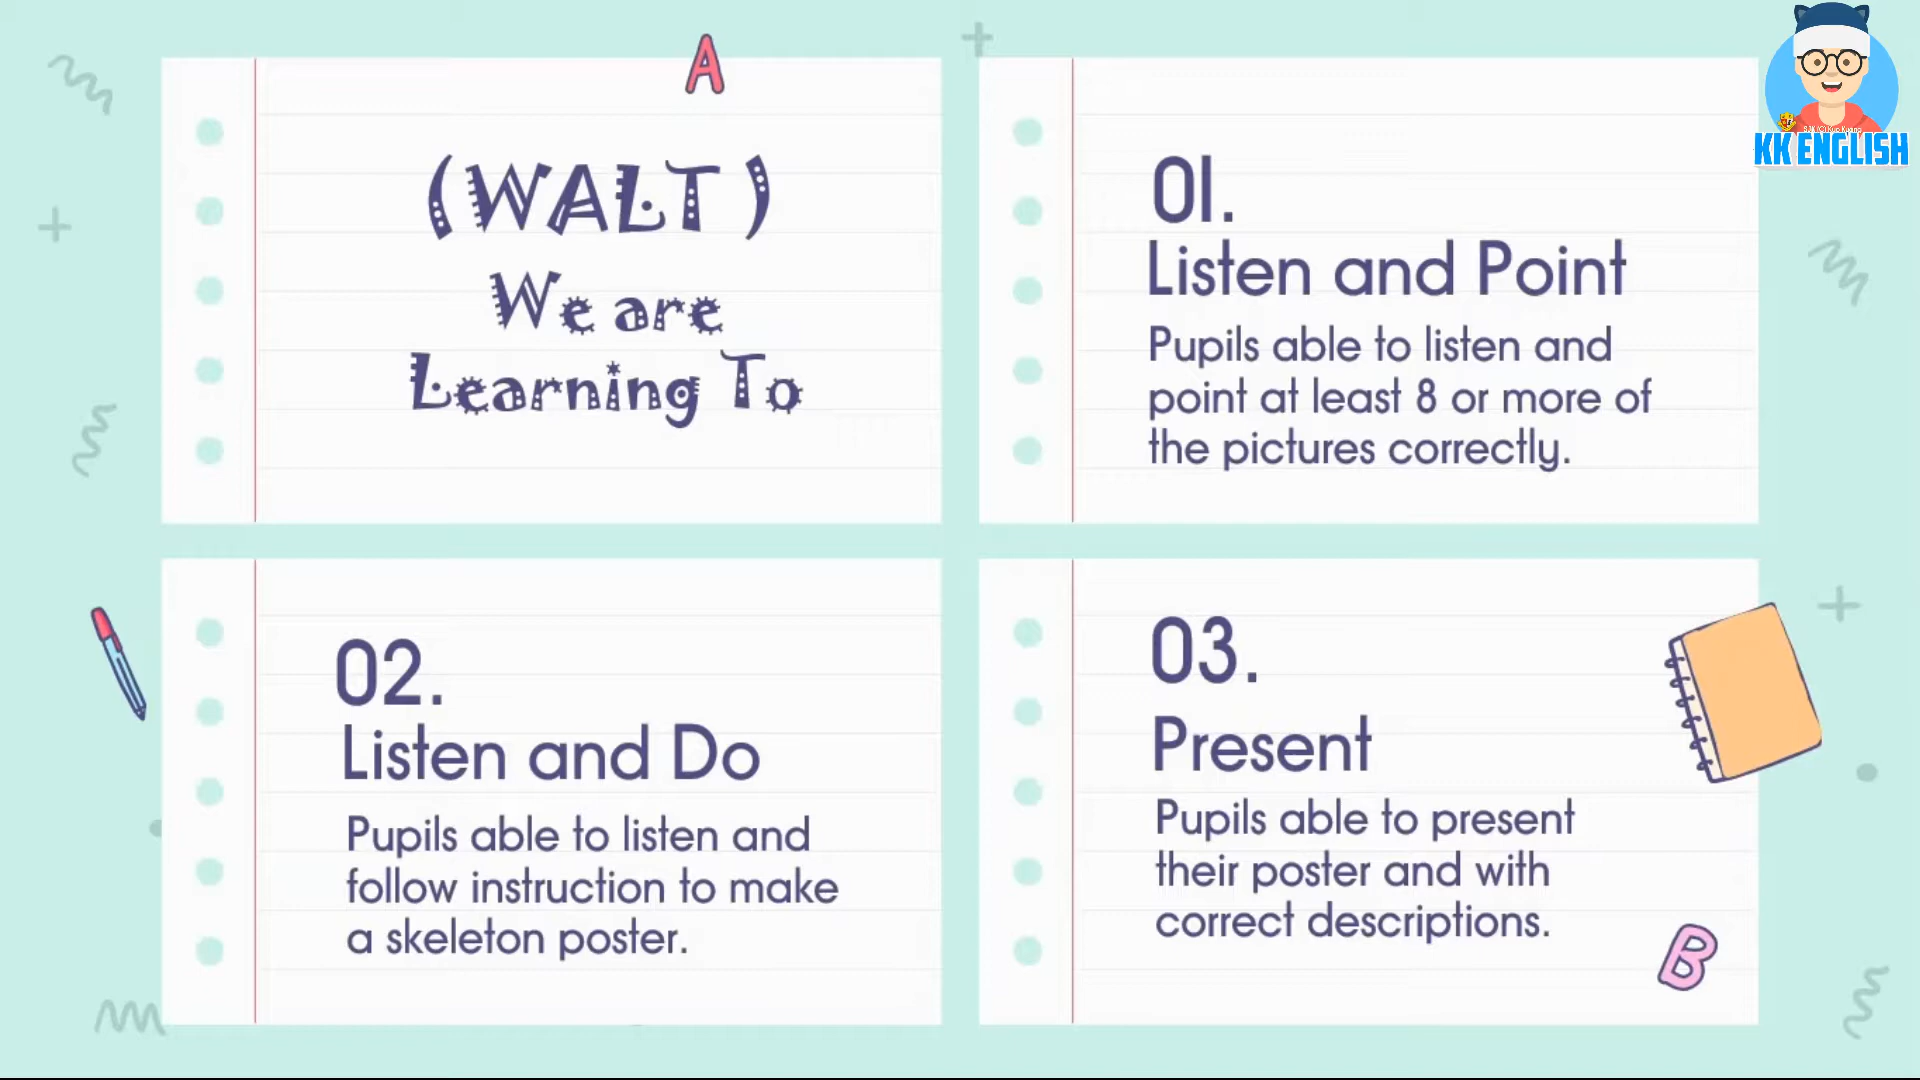 A
(WALT)
We are
Learning To
01.
Listen and Point
Pupils able to listen and
point at least 8 or more of
the pictures correctly.
KK ENGLISH
02.
Listen and Do
Pupils able to listen and
follow instruction to make
a skeleton poster.
03.
Present
Pupils able to present
their poster and with
correct descriptions.
B